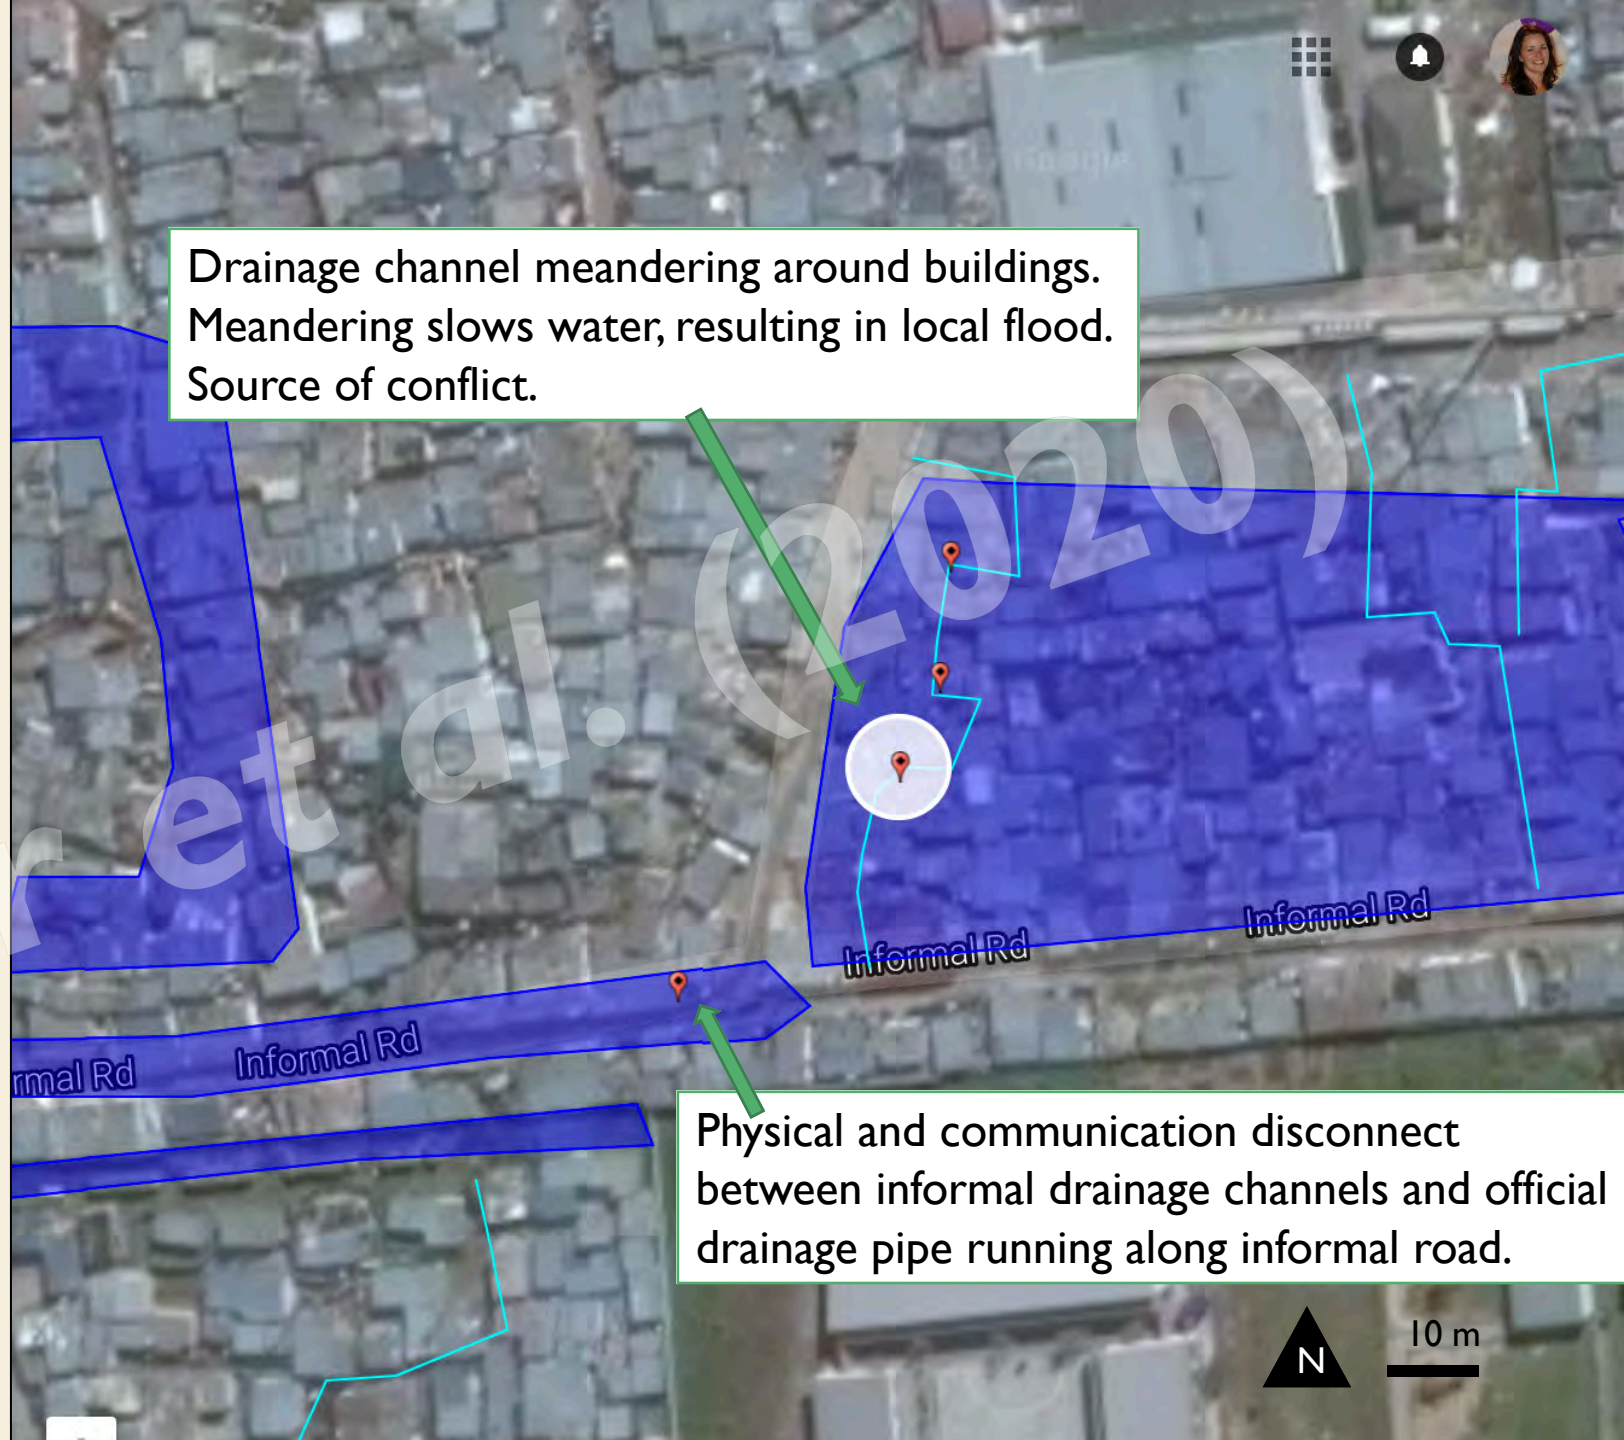 Drainage channel meandering around buildings.
Meandering slows water, resulting in local flood.
Source of conflict.
r et al. (2020)
Informal Rd
Informal Rd
Informal Rd
rmal Rd
Physical and communication disconnect
between informal drainage channels and official
drainage pipe running along informal road.
10 m
N